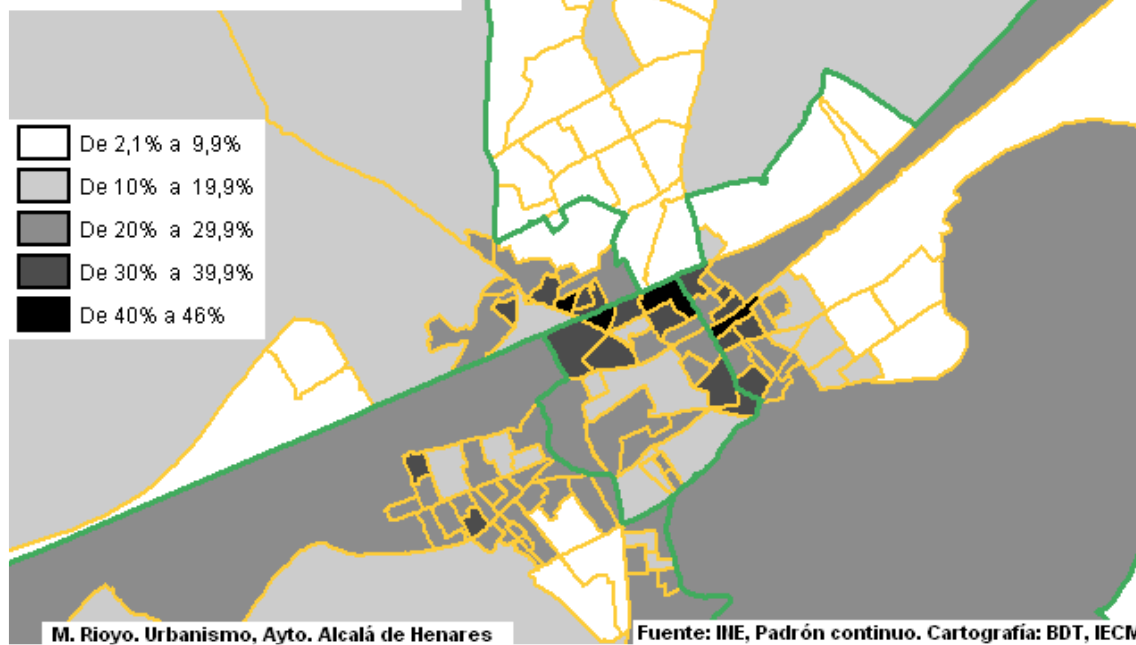 De 2,1% a 9,9%
De 10% a 19,9%
De 20% a 29,9%
De 30% a 39,9%
De 40% a 46%
M. Rioyo. Urbanismo, Ayto. Alcalá de Henares
Fuente: INE, Padrón continuo. Cartografía: BDT, IECM